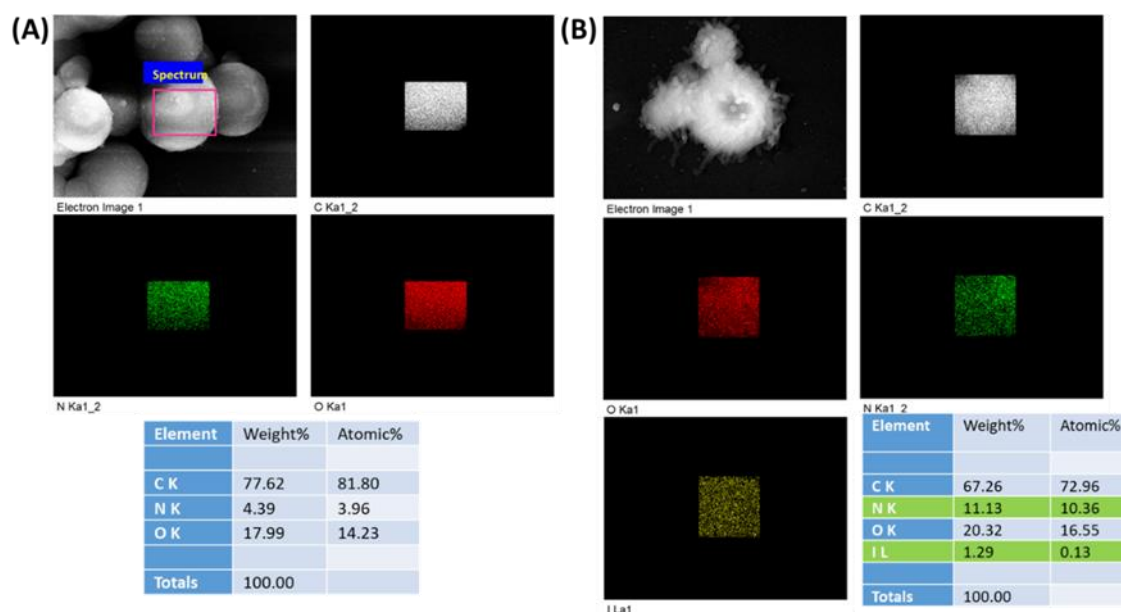 (A)
Spectrum
Electron Image 1
C Ka1_2
N Ka1_2
O Ka1
Element Weight% Atomic%
C K 77.62 81.80
N K 4.39 3.96
O K 17.99 14.23
Totals 100.00
(B)
Electron Image 1
C Ka1_2
O Ka1
N Ka1_2
Element Weight% Atomic%
C K 67.26 72.96
N K 11.13 10.36
O K 20.32 16.55
I L 1.29 0.13
Totals 100.00